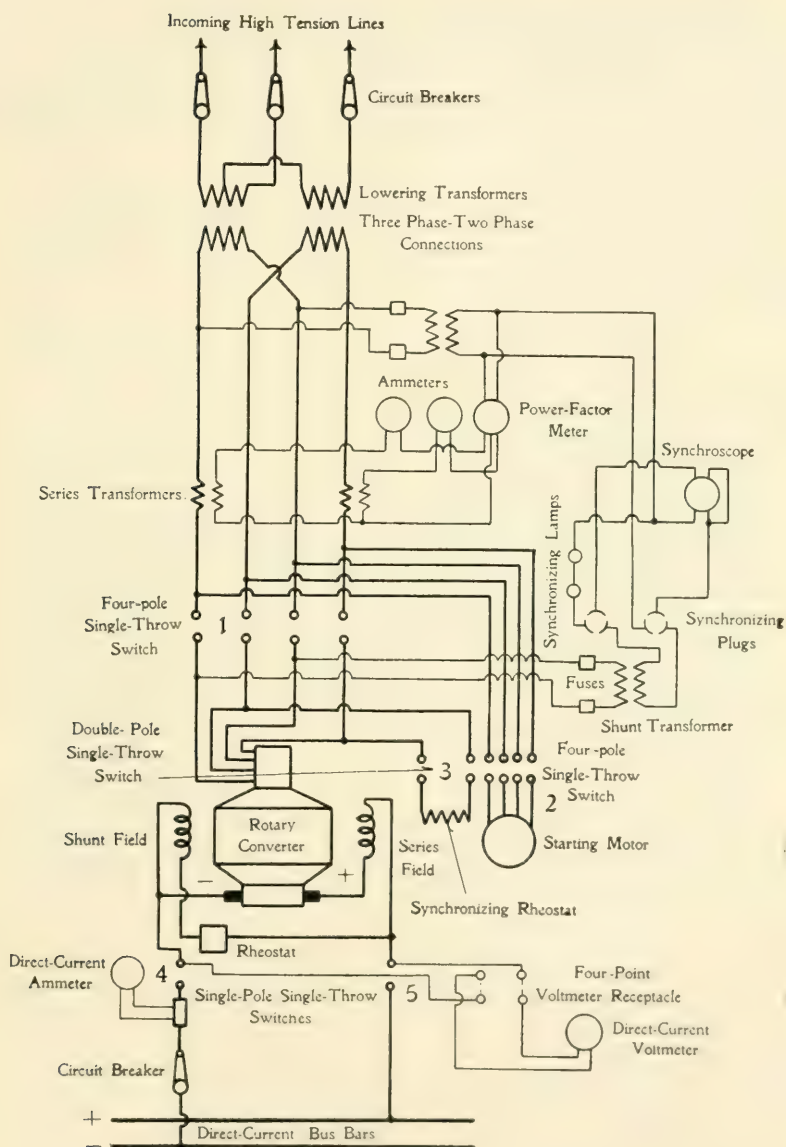 Incoming High Tension Lines
Circuit Breakers
Lowering Transformers
Three Phase-Two Phase
Connections
Ammeters
Power-Factor
Meter
Synchroscope
Series Transformers
Synchronizing Lamps
Four-pole
Single-Throw
Switch
1
Synchronizing
Plugs
Fuses
Shunt Transformer
Double-Pole
Single-Throw
Switch
3
Four-pole
Single-Throw
Switch
2
Shunt Field
Rotary
Converter
Series
Field
Starting Motor
− +
Synchronizing Rheostat
Rheostat
Direct-Current
Ammeter
4
Single-Pole Single-Throw
Switches
5
Four-Point
Voltmeter Receptacle
Direct-Current
Voltmeter
Circuit Breaker
+
Direct-Current Bus Bars
−